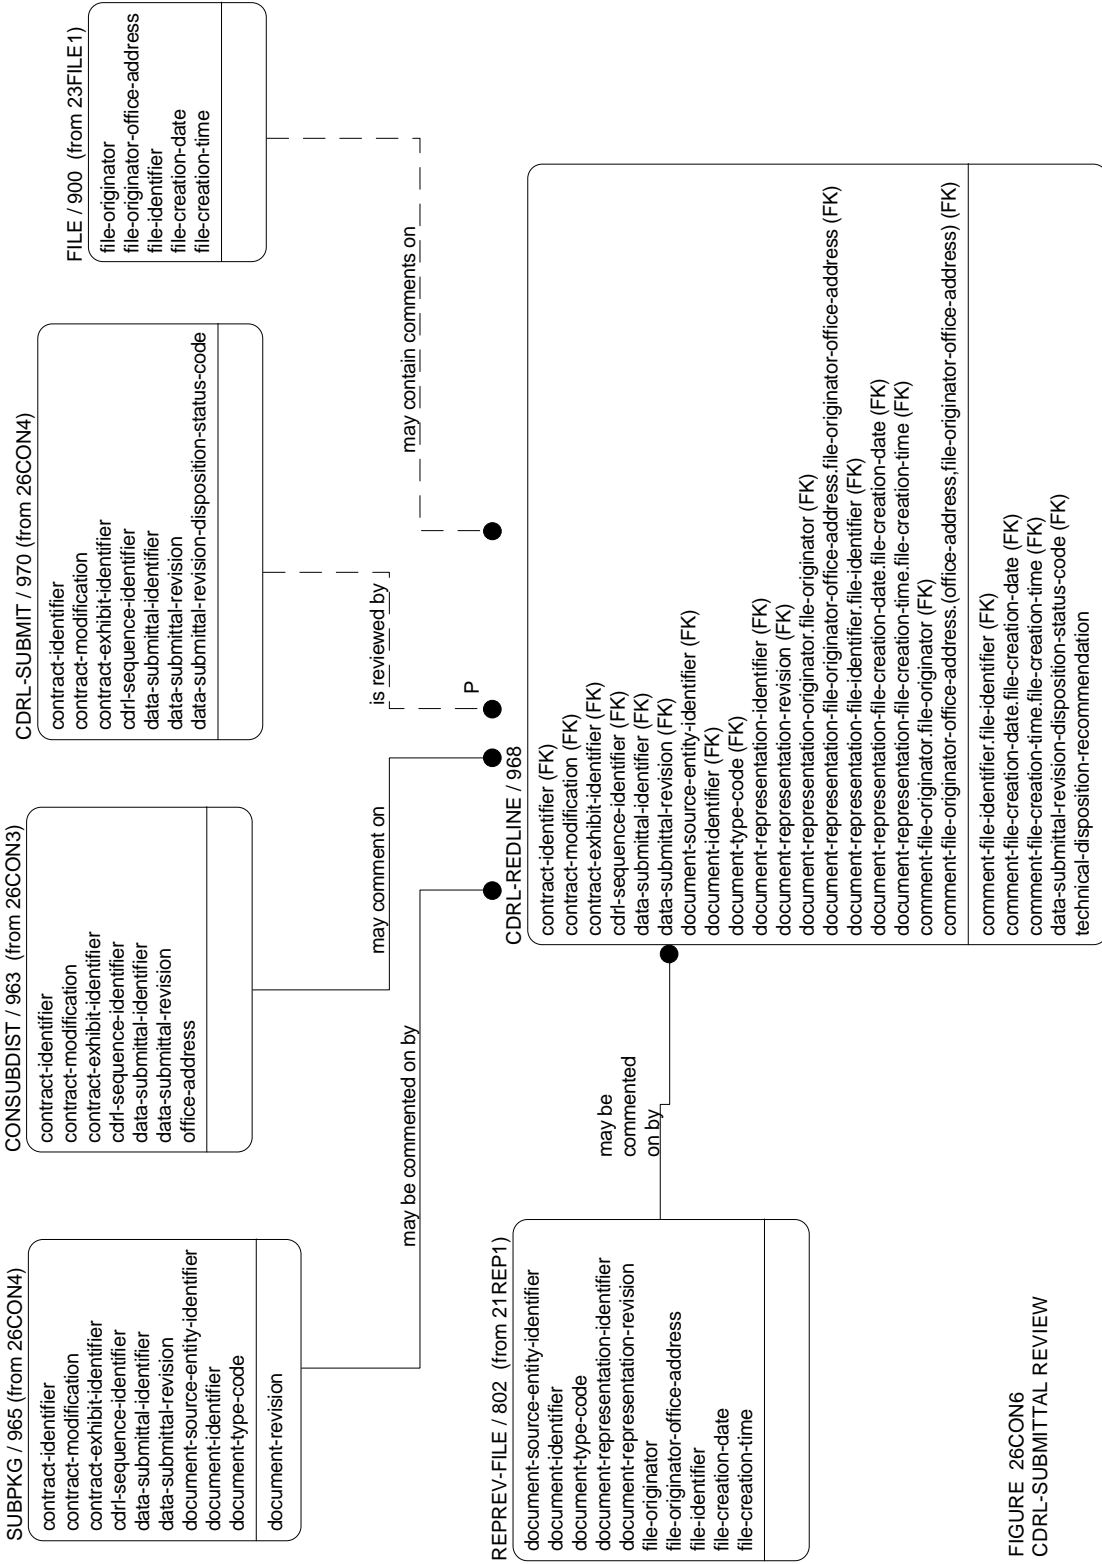 SUBPKG / 965 (from 26CON4)
contract-identifier
contract-modification
contract-exhibit-identifier
cdrl-sequence-identifier
data-submittal-identifier
data-submittal-revision
document-source-entity-identifier
document-identifier
document-type-code
document-revision
CONSUBDIST / 963 (from 26CON3)
contract-identifier
contract-modification
contract-exhibit-identifier
cdrl-sequence-identifier
data-submittal-identifier
data-submittal-revision
office-address
CDRL-SUBMIT / 970 (from 26CON4)
contract-identifier
contract-modification
contract-exhibit-identifier
cdrl-sequence-identifier
data-submittal-identifier
data-submittal-revision
data-submittal-revision-disposition-status-code
FILE / 900 (from 23FILE1)
file-originator
file-originator-office-address
file-identifier
file-creation-date
file-creation-time
may be commented on by
may comment on
is reviewed by
P
may contain comments on
REPREV-FILE / 802 (from 21REP1)
document-source-entity-identifier
document-identifier
document-type-code
document-representation-identifier
document-representation-revision
file-originator
file-originator-office-address
file-identifier
file-creation-date
file-creation-time
may be
commented
on by
CDRL-REDLINE / 968
contract-identifier (FK)
contract-modification (FK)
contract-exhibit-identifier (FK)
cdrl-sequence-identifier (FK)
data-submittal-identifier (FK)
data-submittal-revision (FK)
document-source-entity-identifier (FK)
document-identifier (FK)
document-type-code (FK)
document-representation-identifier (FK)
document-representation-revision (FK)
document-representation-originator.file-originator (FK)
document-representation-file-originator-office-address.file-originator-office-address (FK)
document-representation-file-identifier.file-identifier (FK)
document-representation-file-creation-date.file-creation-date (FK)
document-representation-file-creation-time.file-creation-time (FK)
comment-file-originator.file-originator (FK)
comment-file-originator-office-address.(office-address,file-originator-office-address) (FK)
comment-file-identifier.file-identifier (FK)
comment-file-creation-date.file-creation-date (FK)
comment-file-creation-time.file-creation-time (FK)
data-submittal-revision-disposition-status-code (FK)
technical-disposition-recommendation
FIGURE 26CON6
CDRL-SUBMITTAL REVIEW